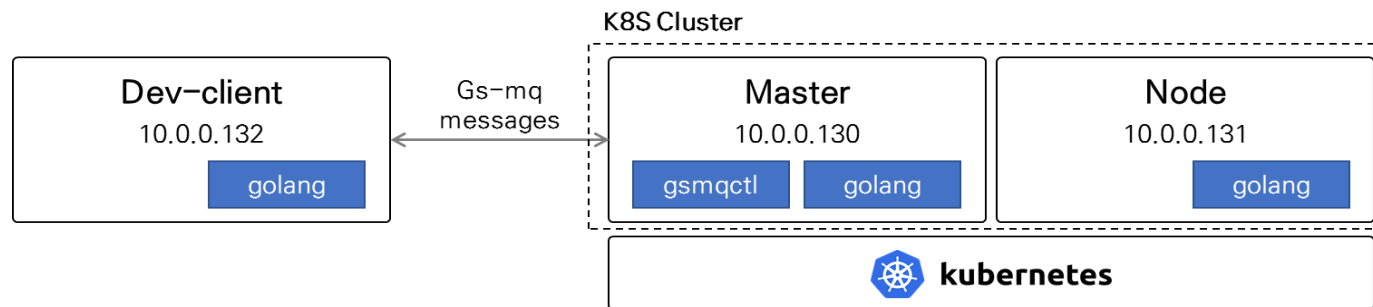 K8S Cluster
Dev-client
10.0.0.132
golang
Gs-mq
messages
Master
10.0.0.130
gsmqctl
golang
Node
10.0.0.131
golang
kubernetes